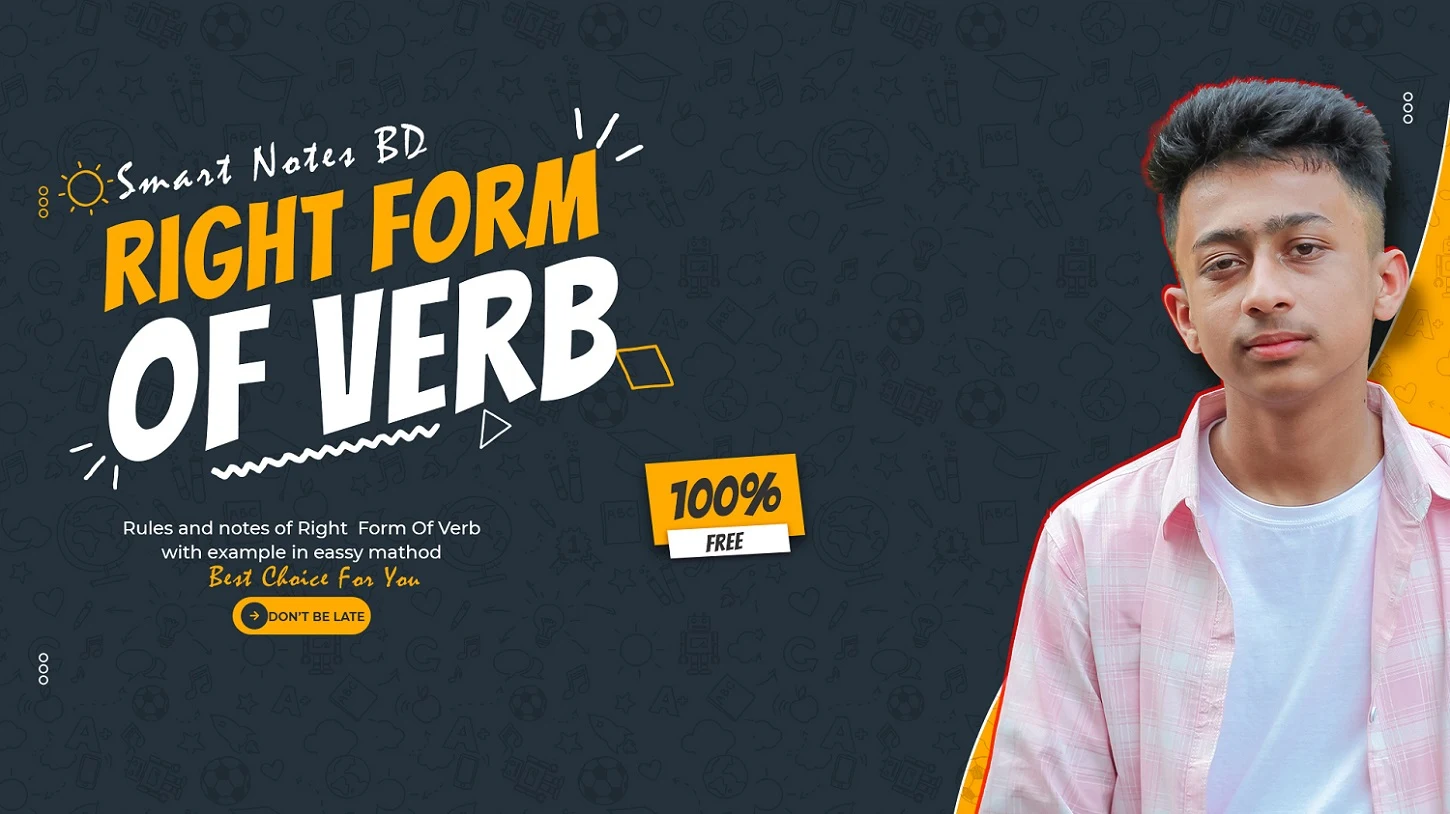 Smart Notes BD
RIGHT FORM
OF VERB
Rules and notes of Right Form Of Verb
with example in eassy mathod
Best Choice For You
DON'T BE LATE
100%
FREE